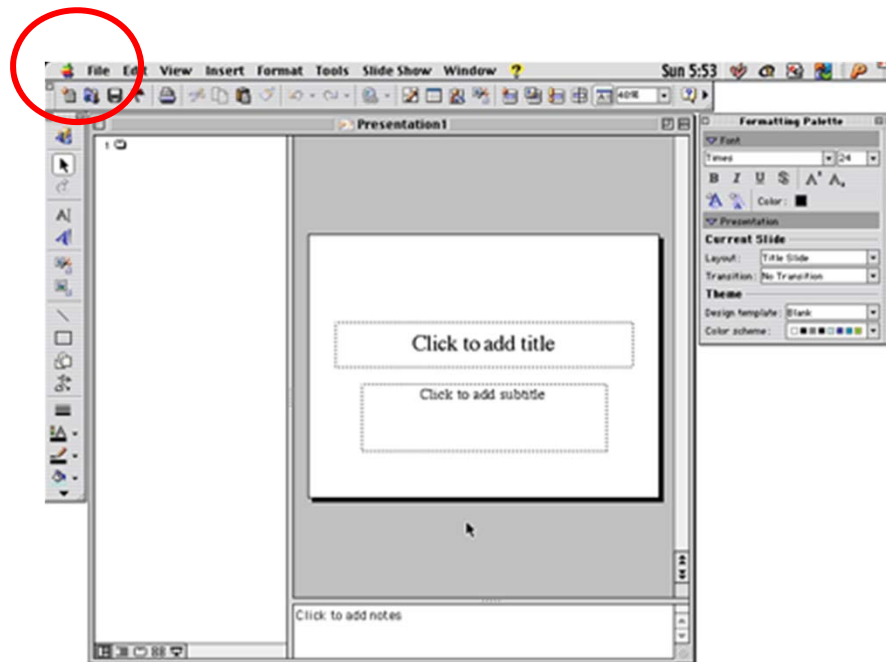 File Edit View Insert Format Tools Slide Show Window ? Sun 5:53
40%
Presentation1
Formatting Palette
1
Font
Times 24
B I U S A A
Color:
Presentation
Current Slide
Layout: Title Slide
Transition: No Transition
Theme
Design template: Blank
Color scheme:
Click to add title
Click to add subtitle
Click to add notes